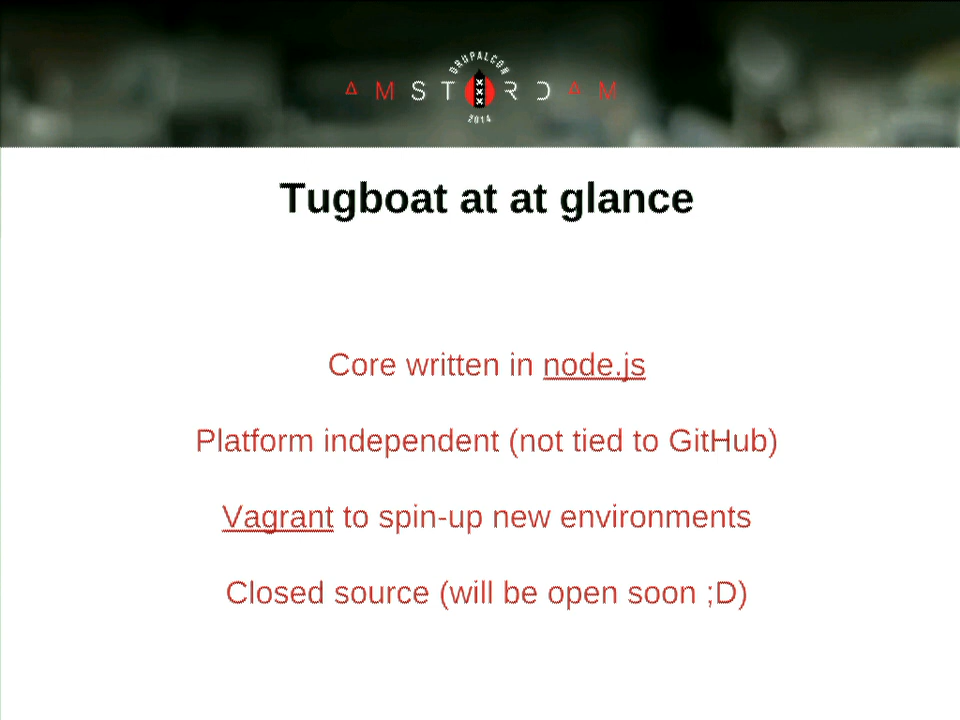 DRUPALCON
AMSTERDAM
2014
Tugboat at at glance
Core written in node.js
Platform independent (not tied to GitHub)
Vagrant to spin-up new environments
Closed source (will be open soon ;D)